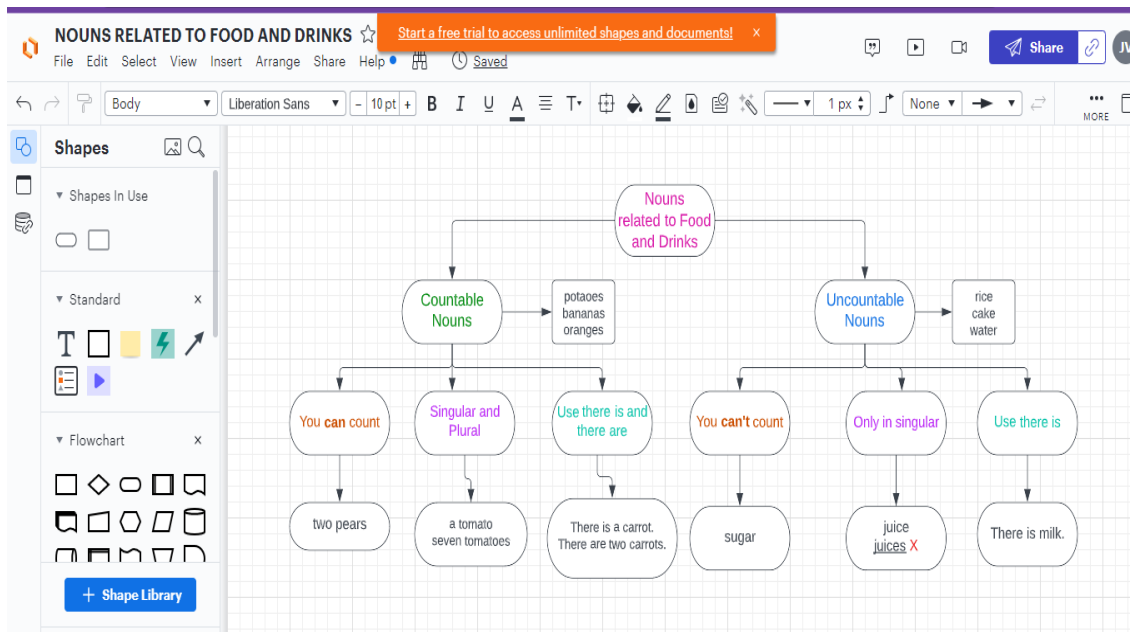 Start a free trial to access unlimited shapes and documents! x
NOUNS RELATED TO FOOD AND DRINKS
File Edit Select View Insert Arrange Share Help Saved
Share
JV
Body
Liberation Sans
- 10 pt +
B I U A T
1 px
None
MORE
Shapes
Shapes In Use
Standard x
T
Flowchart x
+ Shape Library
Nouns
related to Food
and Drinks
Countable
Nouns
potaoes
bananas
oranges
Uncountable
Nouns
rice
cake
water
You can count
Singular and
Plural
Use there is and
there are
You can't count
Only in singular
Use there is
two pears
a tomato
seven tomatoes
There is a carrot.
There are two carrots.
sugar
juice
juices X
There is milk.